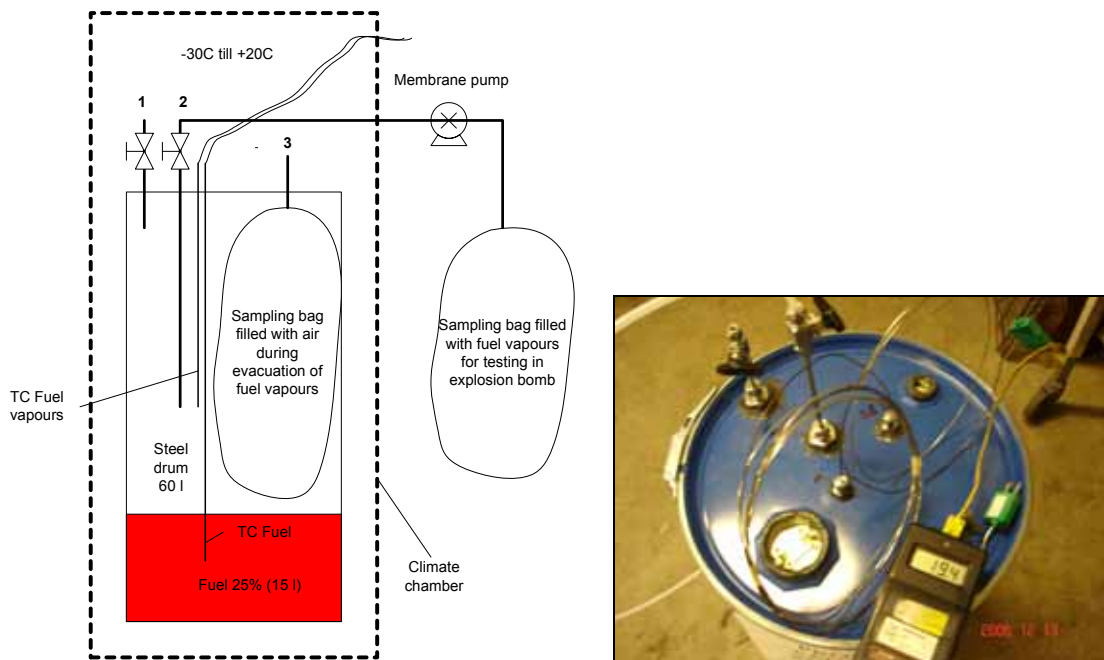 -30C till +20C
Membrane pump
1
2
3
Sampling bag
filled with air
during
evacuation of
fuel vapours
Sampling bag filled
with fuel vapours
for testing in
explosion bomb
TC Fuel
vapours
Steel
drum
60 l
TC Fuel
Fuel 25% (15 l)
Climate
chamber
19.4